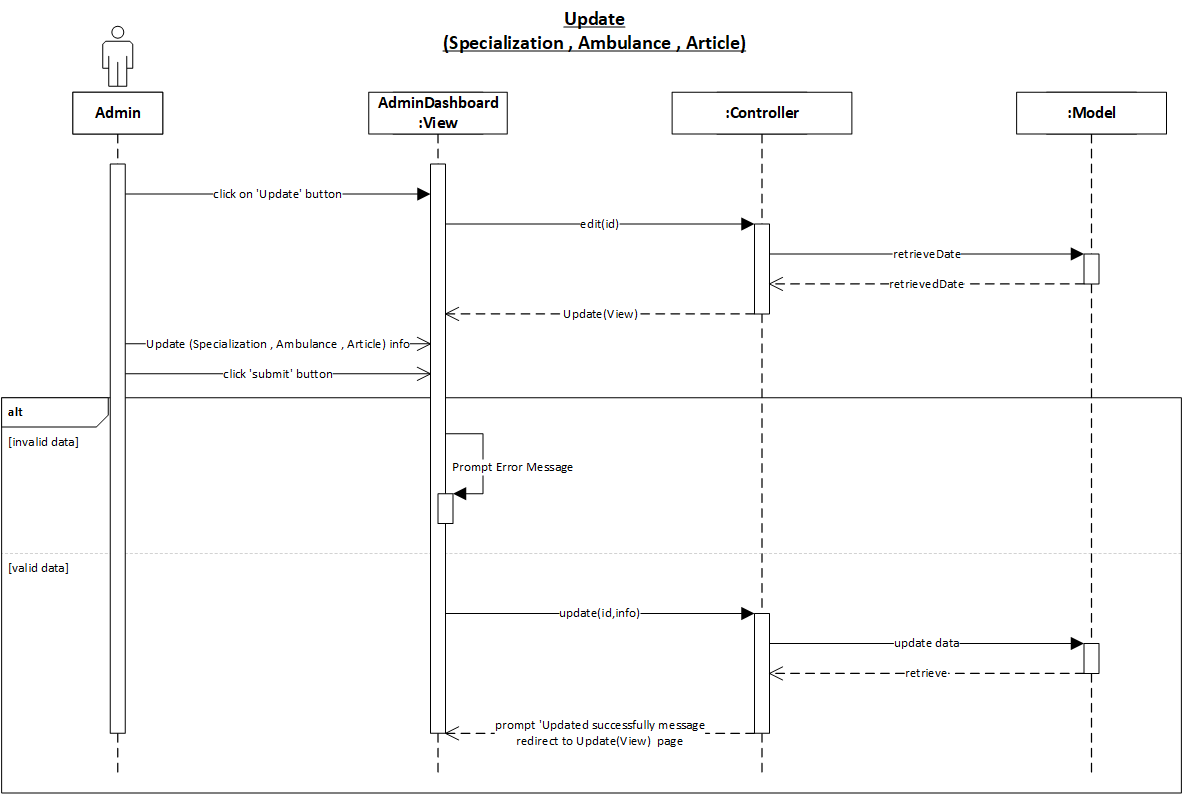 Update
(Specialization , Ambulance , Article)
Admin
AdminDashboard
:View
:Controller
:Model
click on 'Update' button
edit(id)
retrieveDate
retrievedDate
Update(View)
Update (Specialization , Ambulance , Article) info
click 'submit' button
alt
[invalid data]
Prompt Error Message
[valid data]
update(id,info)
update data
retrieve
prompt 'Updated successfully message
redirect to Update(View) page